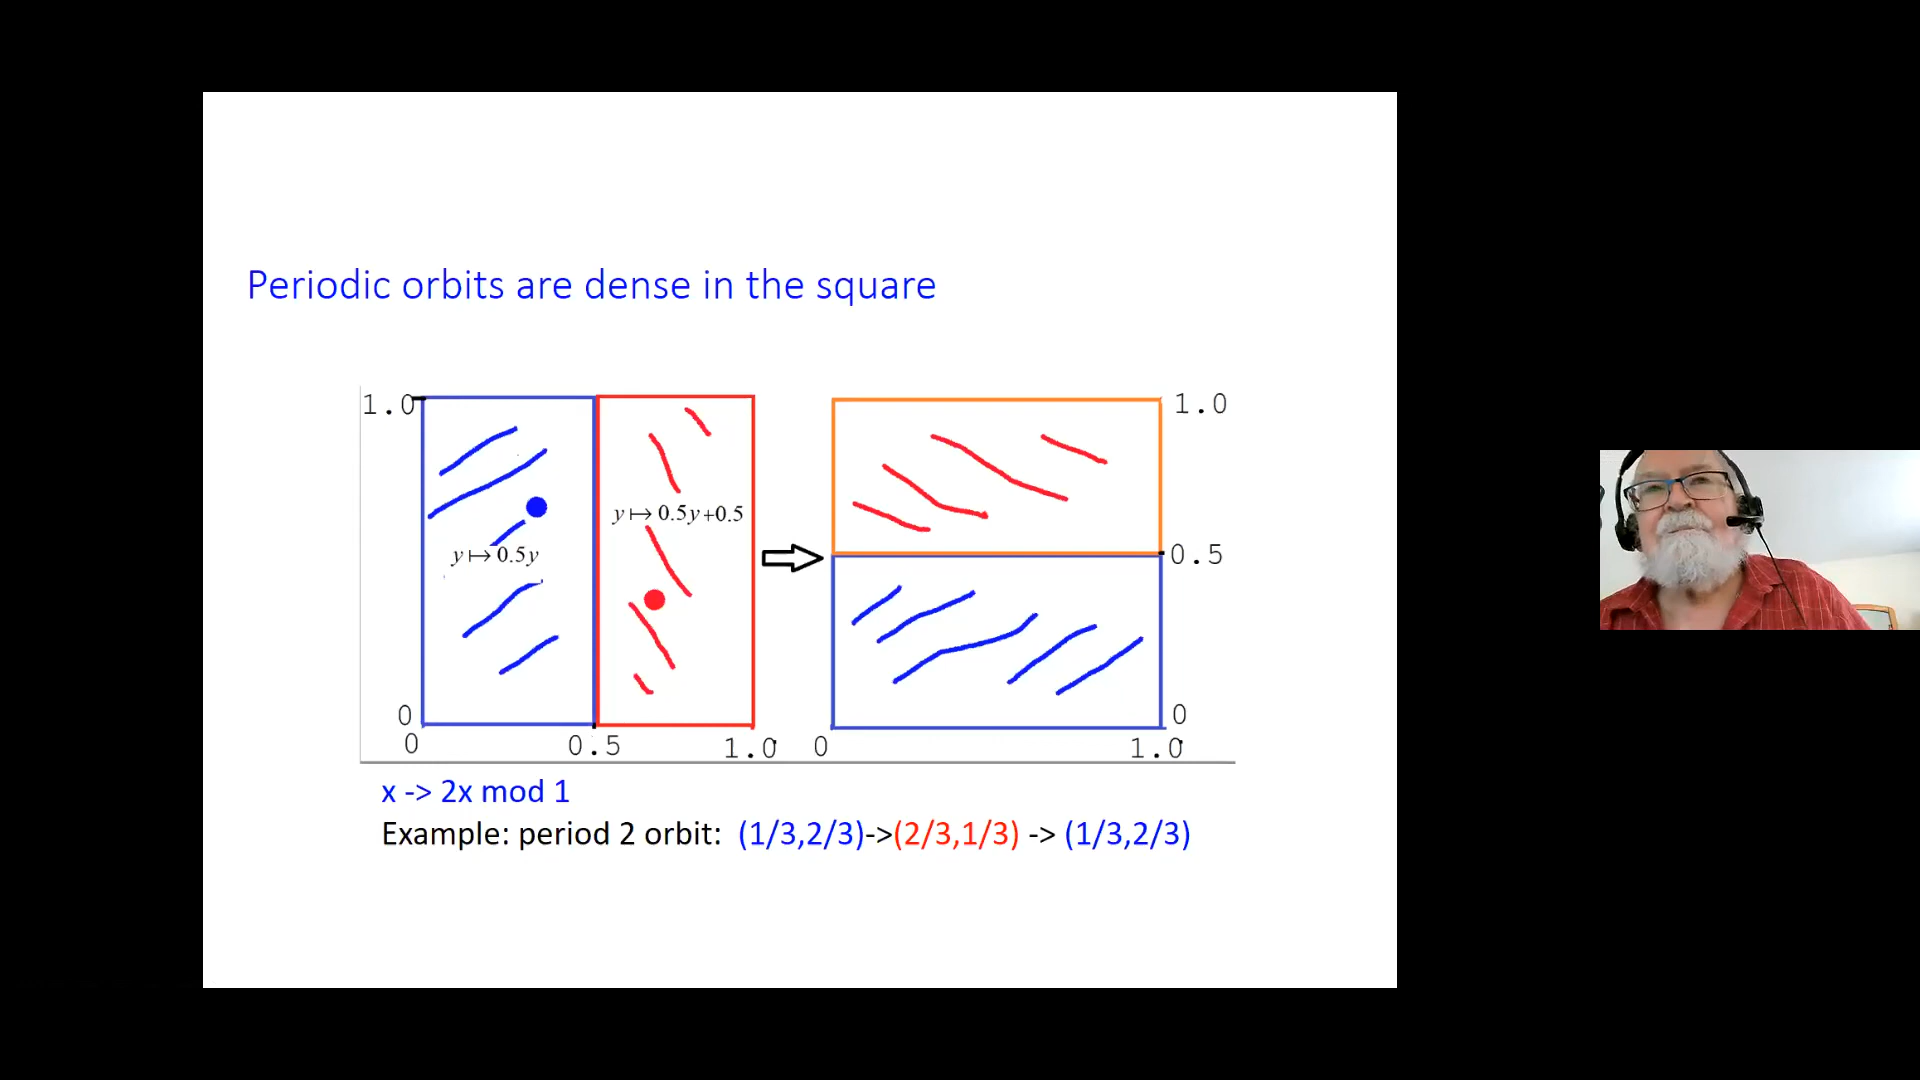 Periodic orbits are dense in the square
1.0
1.0
y ↦ 0.5y+0.5
y ↦ 0.5y
0.5
0
0
0
0.5
1.0
0
1.0
x -> 2x mod 1
Example: period 2 orbit: (1/3,2/3)->(2/3,1/3) -> (1/3,2/3)